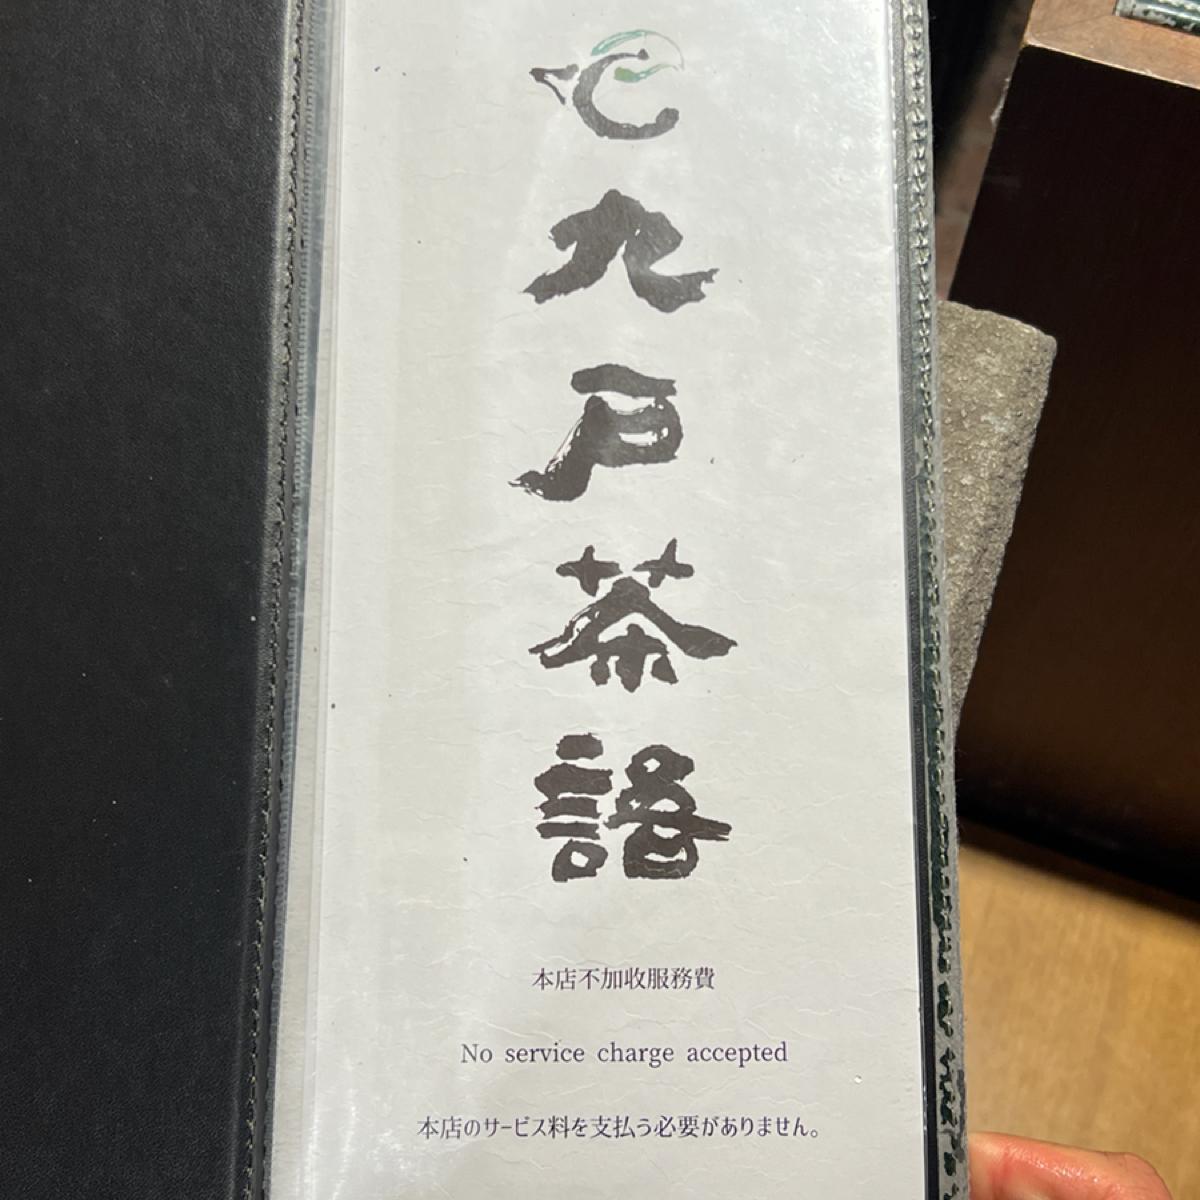 九戸茶語
本店不加收服務費
No service charge accepted
本店のサービス料を支払う必要がありません。